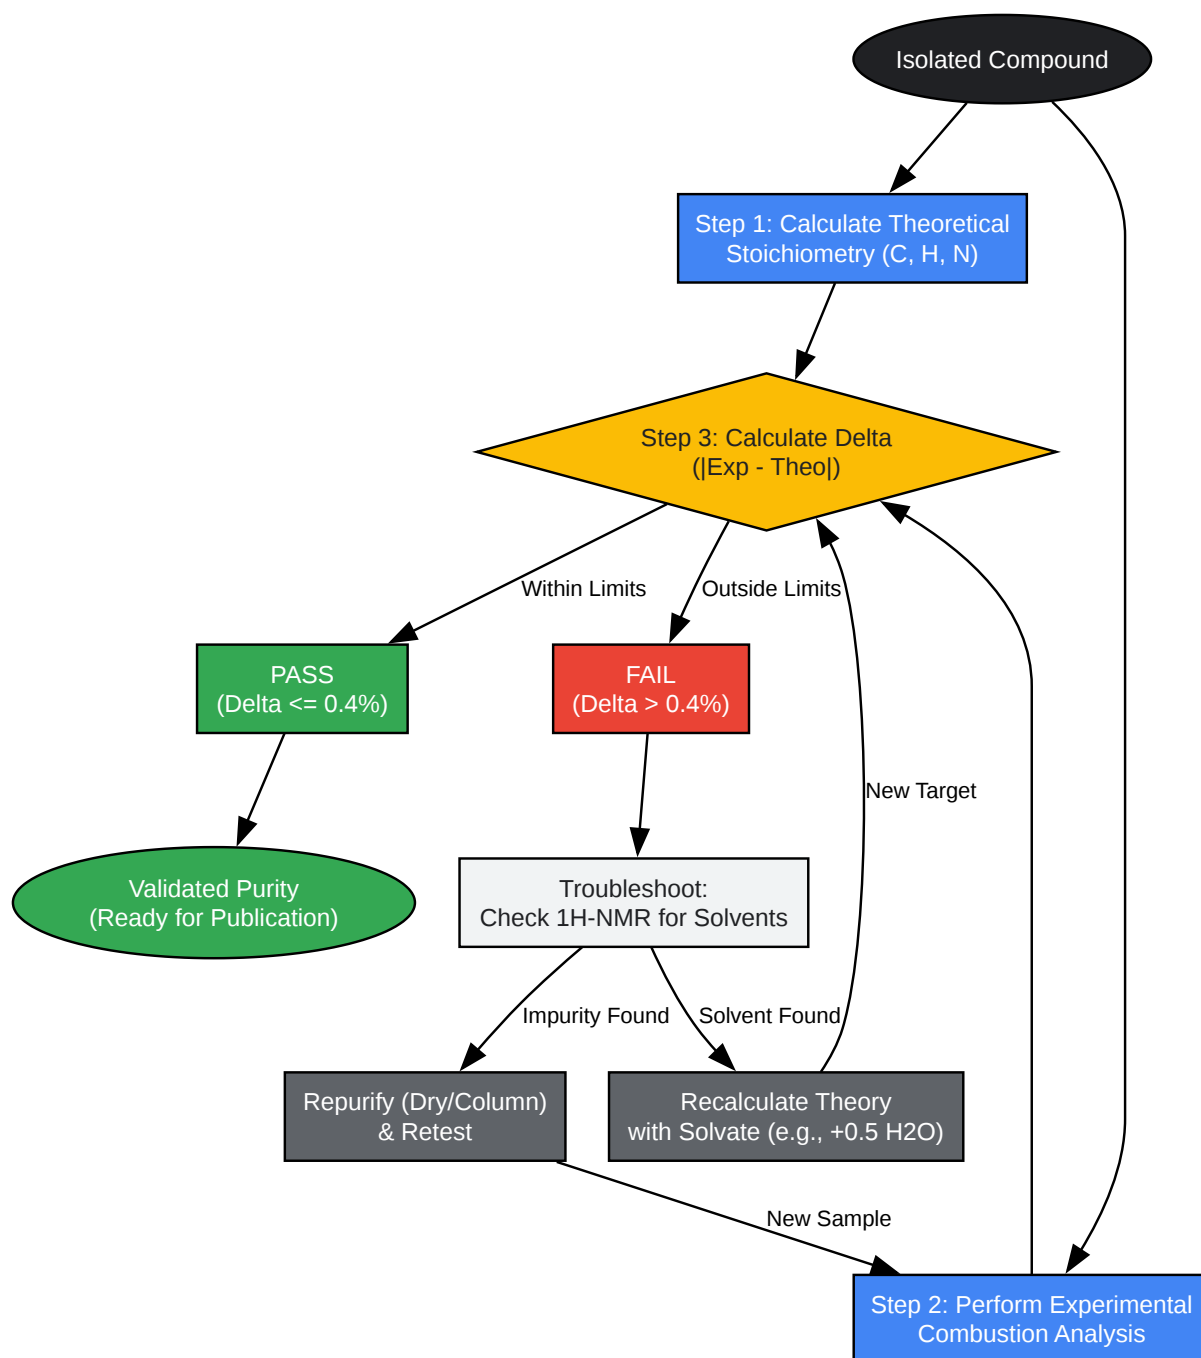 Isolated Compound
Step 1: Calculate Theoretical
Stoichiometry (C, H, N)
Step 3: Calculate Delta
(|Exp - Theo|)
Within Limits
Outside Limits
PASS
(Delta <= 0.4%)
FAIL
(Delta > 0.4%)
New Target
Validated Purity
(Ready for Publication)
Troubleshoot:
Check 1H-NMR for Solvents
Impurity Found
Solvent Found
Repurify (Dry/Column)
& Retest
Recalculate Theory
with Solvate (e.g., +0.5 H2O)
New Sample
Step 2: Perform Experimental
Combustion Analysis